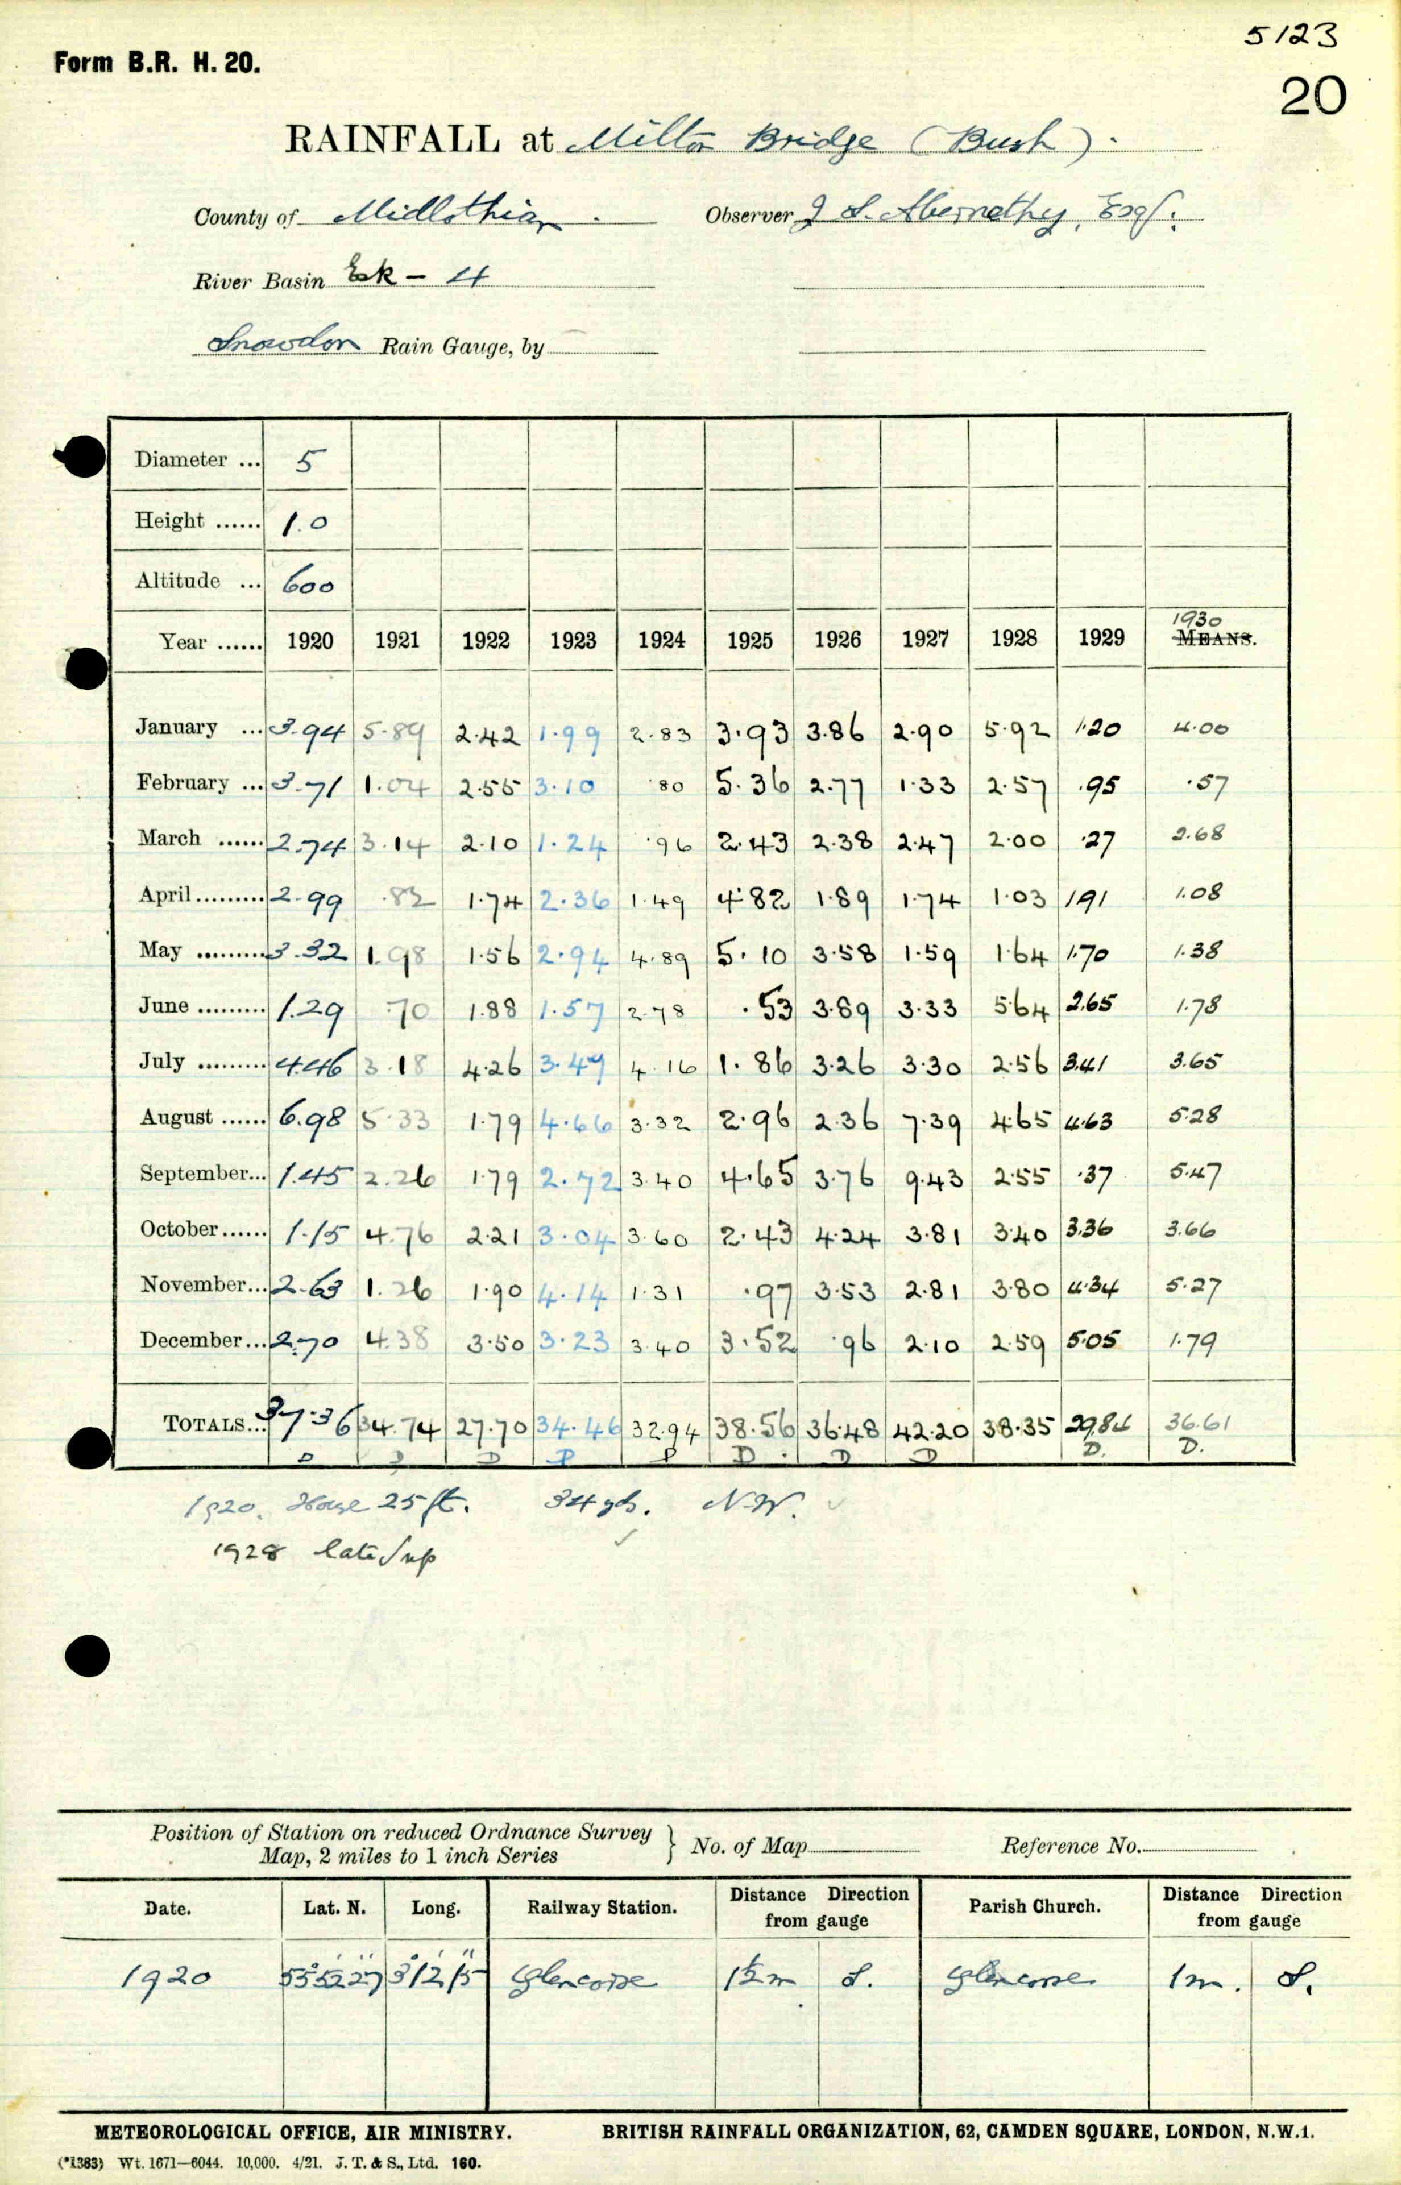 5123
Form B.R. H. 20.
20
RAINFALL at Milton Bridge (Bush).
County of Midlothian. Observer J S. Abernethy, Esqr.
River Basin Esk - 4
Snowdon Rain Gauge, by
Diameter ... 5
Height ...... 1.0
Altitude ... 600
1930
Year ...... 1920 1921 1922 1923 1924 1925 1926 1927 1928 1929 MEANS.
January ... 3.94 5.89 2.42 1.99 2.83 3.93 3.86 2.90 5.92 1.20 4.00
February ... 3.71 1.04 2.55 3.10 .80 5.36 2.77 1.33 2.57 .95 .57
March ...... 2.74 3.14 2.10 1.24 .96 2.43 2.38 2.47 2.00 .27 2.68
April ......... 2.99 .82 1.74 2.36 1.49 4.82 1.89 1.74 1.03 1.91 1.08
May ......... 3.32 1.98 1.56 2.94 4.89 5.10 3.58 1.59 1.64 1.70 1.38
June ......... 1.29 .70 1.88 1.57 2.78 .53 3.89 3.33 5.64 2.65 1.78
July ......... 4.46 3.18 4.26 3.47 4.16 1.86 3.26 3.30 2.56 3.41 3.65
August ...... 6.98 5.33 1.79 4.66 3.32 2.96 2.36 7.39 4.65 4.63 5.28
September... 1.45 2.26 1.79 2.72 3.40 4.65 3.76 9.43 2.55 .37 5.47
October ...... 1.15 4.76 2.21 3.04 3.60 2.43 4.24 3.81 3.40 3.36 3.66
November... 2.63 1.26 1.90 4.14 1.31 .97 3.53 2.81 3.80 4.34 5.27
December... 2.70 4.38 3.50 3.23 3.40 3.52 .96 2.10 2.59 5.05 1.79
TOTALS... 37.36 34.74 27.70 34.46 32.94 38.56 36.48 42.20 38.35 29.84 36.61
D D D D D D D D D. D.
1920. House 25 ft. 34 yds. N.W.
1928 late/up
Position of Station on reduced Ordnance Survey
Map, 2 miles to 1 inch Series } No. of Map Reference No.
Date. Lat. N. Long. Railway Station. Distance Direction from gauge Parish Church. Distance Direction from gauge
1920 55° 52' 27" 3° 12' 15" Glencorse 1½ m S. Glencorse 1 m. S.
METEOROLOGICAL OFFICE, AIR MINISTRY. BRITISH RAINFALL ORGANIZATION, 62, CAMDEN SQUARE, LONDON, N.W.1.
(*1383) Wt. 1671—6044. 10,000. 4/21. J. T. & S., Ltd. 160.